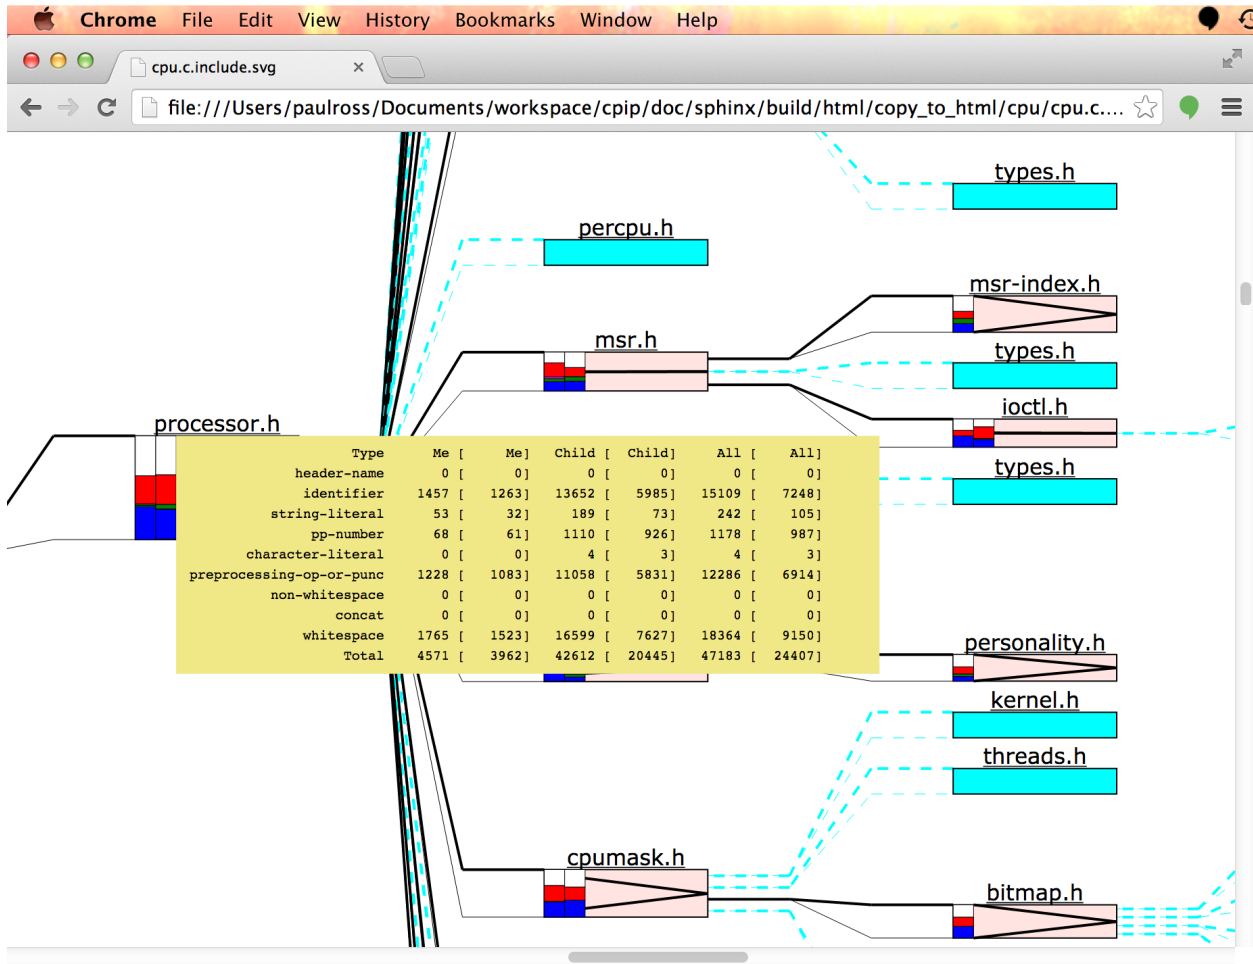 Chrome File Edit View History Bookmarks Window Help
cpu.c.include.svg
file:///Users/paulross/Documents/workspace/cpip/doc/sphinx/build/html/copy_to_html/cpu/cpu.c....
types.h
percpu.h
msr-index.h
msr.h
types.h
ioctl.h
processor.h
types.h
Type Me [ Me] Child [ Child] All [ All]
header-name 0 [ 0] 0 [ 0] 0 [ 0]
identifier 1457 [ 1263] 13652 [ 5985] 15109 [ 7248]
string-literal 53 [ 32] 189 [ 73] 242 [ 105]
pp-number 68 [ 61] 1110 [ 926] 1178 [ 987]
character-literal 0 [ 0] 4 [ 3] 4 [ 3]
preprocessing-op-or-punc 1228 [ 1083] 11058 [ 5831] 12286 [ 6914]
non-whitespace 0 [ 0] 0 [ 0] 0 [ 0]
concat 0 [ 0] 0 [ 0] 0 [ 0]
whitespace 1765 [ 1523] 16599 [ 7627] 18364 [ 9150]
Total 4571 [ 3962] 42612 [ 20445] 47183 [ 24407]
personality.h
kernel.h
threads.h
cpumask.h
bitmap.h